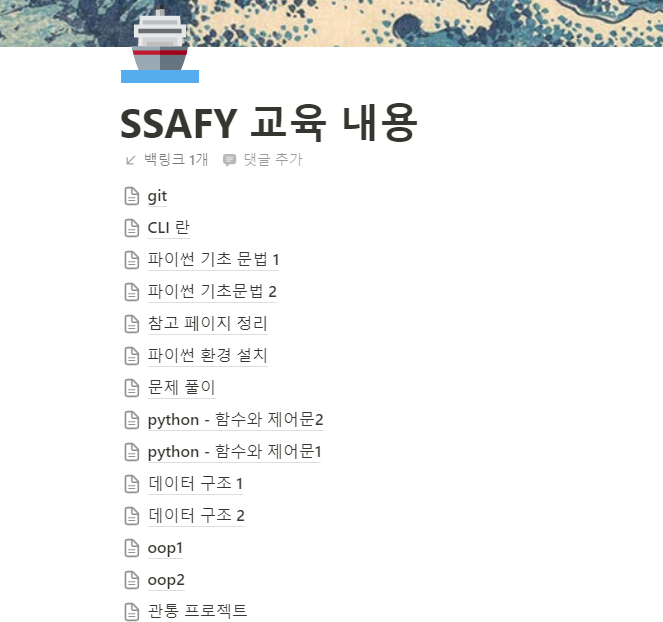 SSAFY 교육 내용
백링크 1개 댓글 추가
git
CLI 란
파이썬 기초 문법 1
파이썬 기초문법 2
참고 페이지 정리
파이썬 환경 설치
문제 풀이
python - 함수와 제어문2
python - 함수와 제어문1
데이터 구조 1
데이터 구조 2
oop1
oop2
관통 프로젝트